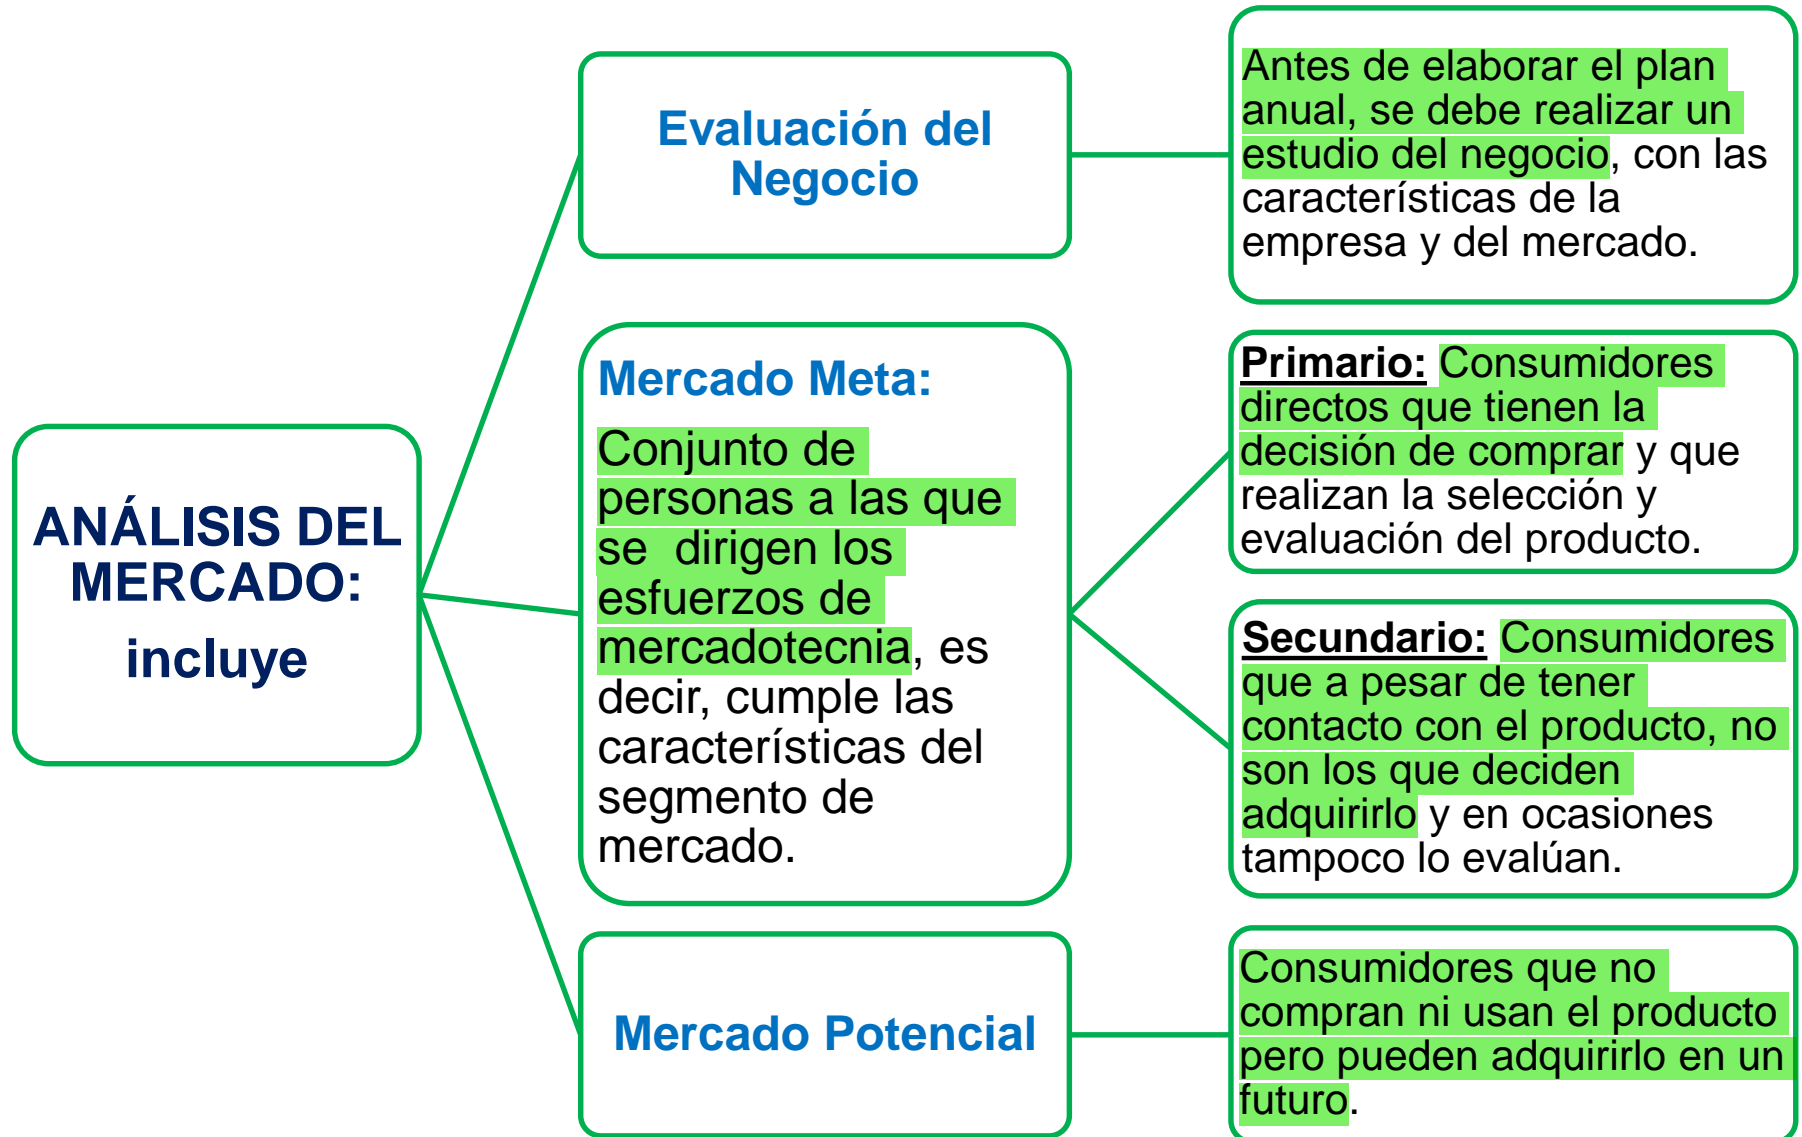 ANÁLISIS DEL
MERCADO:
incluye
Evaluación del
Negocio
Antes de elaborar el plan
anual, se debe realizar un
estudio del negocio, con las
características de la
empresa y del mercado.
Mercado Meta:
Conjunto de
personas a las que
se  dirigen los
esfuerzos de
mercadotecnia, es
decir, cumple las
características del
segmento de
mercado.
Primario: Consumidores
directos que tienen la
decisión de comprar y que
realizan la selección y
evaluación del producto.
Secundario: Consumidores
que a pesar de tener
contacto con el producto, no
son los que deciden
adquirirlo y en ocasiones
tampoco lo evalúan.
Mercado Potencial
Consumidores que no
compran ni usan el producto
pero pueden adquirirlo en un
futuro.